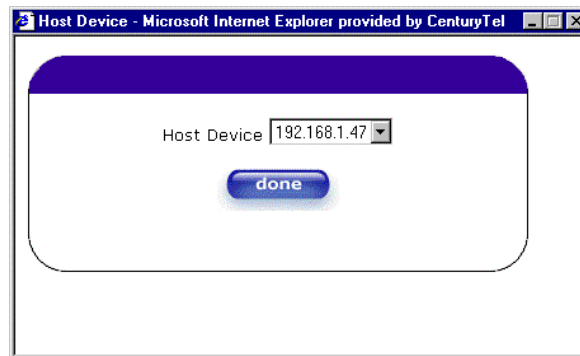 Host Device - Microsoft Internet Explorer provided by CenturyTel
Host Device 192.168.1.47
done